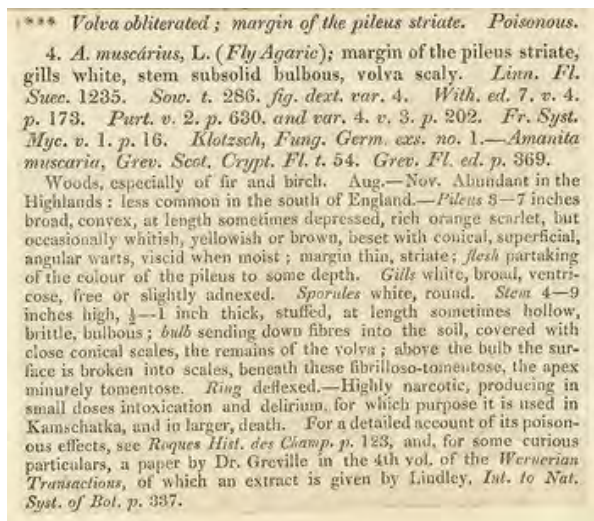 *** Volva obliterated ; margin of the pileus striate. Poisonous.
4. A. muscárius, L. (Fly Agaric); margin of the pileus striate,
gills white, stem subsolid bulbous, volva scaly. Linn. Fl.
Suec. 1235. Sow. t. 286. fig. dext. var. 4. With. ed. 7. v. 4.
p. 173. Purt. v. 2. p. 630. and var. 4. v. 3. p. 202. Fr. Syst.
Myc. v. 1. p. 16. Klotzsch, Fung. Germ. exs. no. 1.—Amanita
muscaria, Grev. Scot. Crypt. Fl. t. 54. Grev. Fl. ed. p. 369.
Woods, especially of fir and birch. Aug.—Nov. Abundant in the
Highlands : less common in the south of England.—Pileus 3—7 inches
broad, convex, at length sometimes depressed, rich orange scarlet, but
occasionally whitish, yellowish or brown, beset with conical, superficial,
angular warts, viscid when moist ; margin thin, striate ; flesh partaking
of the colour of the pileus to some depth. Gills white, broad, ventri-
cose, free or slightly adnexed. Sporules white, round. Stem 4—9
inches high, ½—1 inch thick, stuffed, at length sometimes hollow,
brittle, bulbous ; bulb sending down fibres into the soil, covered with
close conical scales, the remains of the volva ; above the bulb the sur-
face is broken into scales, beneath these fibrilloso-tomentose, the apex
minutely tomentose. Ring deflexed.—Highly narcotic, producing in
small doses intoxication and delirium, for which purpose it is used in
Kamschatka, and in larger, death. For a detailed account of its poison-
ous effects, see Roques Hist. des Champ. p. 123, and, for some curious
particulars, a paper by Dr. Greville in the 4th vol. of the Wernerian
Transactions, of which an extract is given by Lindley, Int. to Nat.
Syst. of Bot. p. 337.